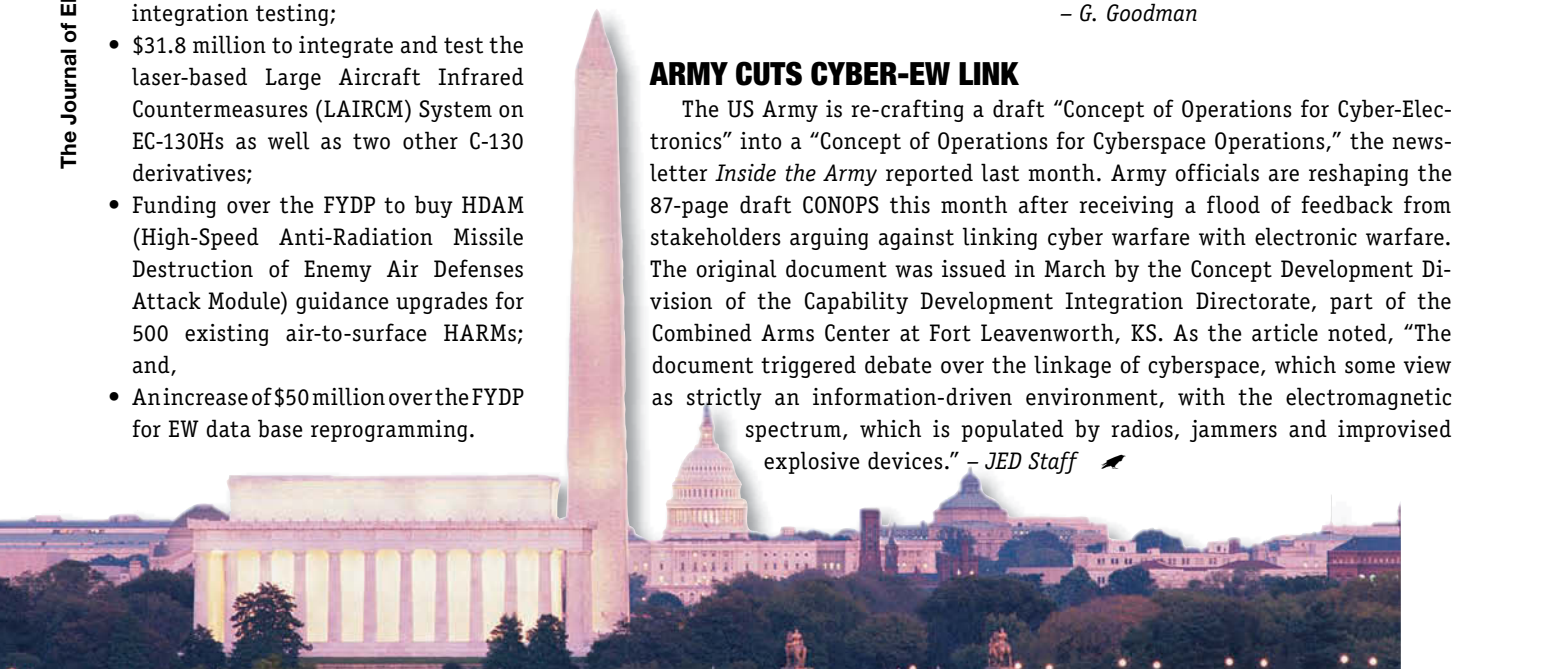 The Journal of El
integration testing;
• $31.8 million to integrate and test the
laser-based Large Aircraft Infrared
Countermeasures (LAIRCM) System on
EC-130Hs as well as two other C-130
derivatives;
• Funding over the FYDP to buy HDAM
(High-Speed Anti-Radiation Missile
Destruction of Enemy Air Defenses
Attack Module) guidance upgrades for
500 existing air-to-surface HARMs;
and,
• An increase of $50 million over the FYDP
for EW data base reprogramming.
– G. Goodman
ARMY CUTS CYBER-EW LINK
The US Army is re-crafting a draft “Concept of Operations for Cyber-Elec-
tronics” into a “Concept of Operations for Cyberspace Operations,” the news-
letter Inside the Army reported last month. Army officials are reshaping the
87-page draft CONOPS this month after receiving a flood of feedback from
stakeholders arguing against linking cyber warfare with electronic warfare.
The original document was issued in March by the Concept Development Di-
vision of the Capability Development Integration Directorate, part of the
Combined Arms Center at Fort Leavenworth, KS. As the article noted, “The
document triggered debate over the linkage of cyberspace, which some view
as strictly an information-driven environment, with the electromagnetic
spectrum, which is populated by radios, jammers and improvised
explosive devices.” – JED Staff